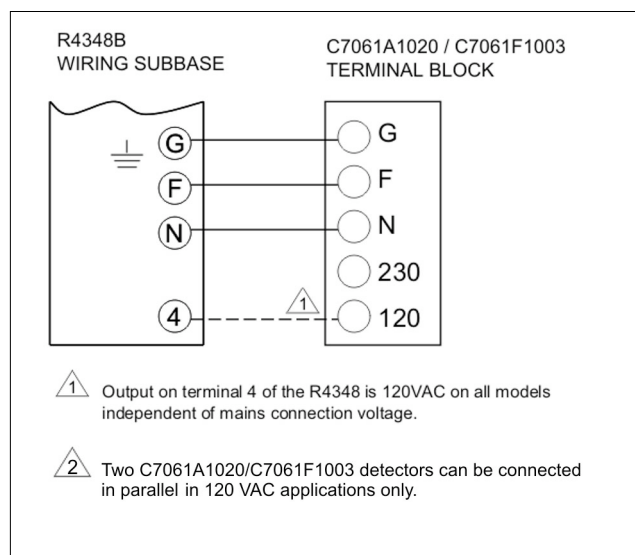 R4348B
WIRING SUBBASE
C7061A1020 / C7061F1003
TERMINAL BLOCK
G
G
F
F
N
N
230
4
1
120
1
Output on terminal 4 of the R4348 is 120VAC on all models
independent of mains connection voltage.
2
Two C7061A1020/C7061F1003 detectors can be connected
in parallel in 120 VAC applications only.